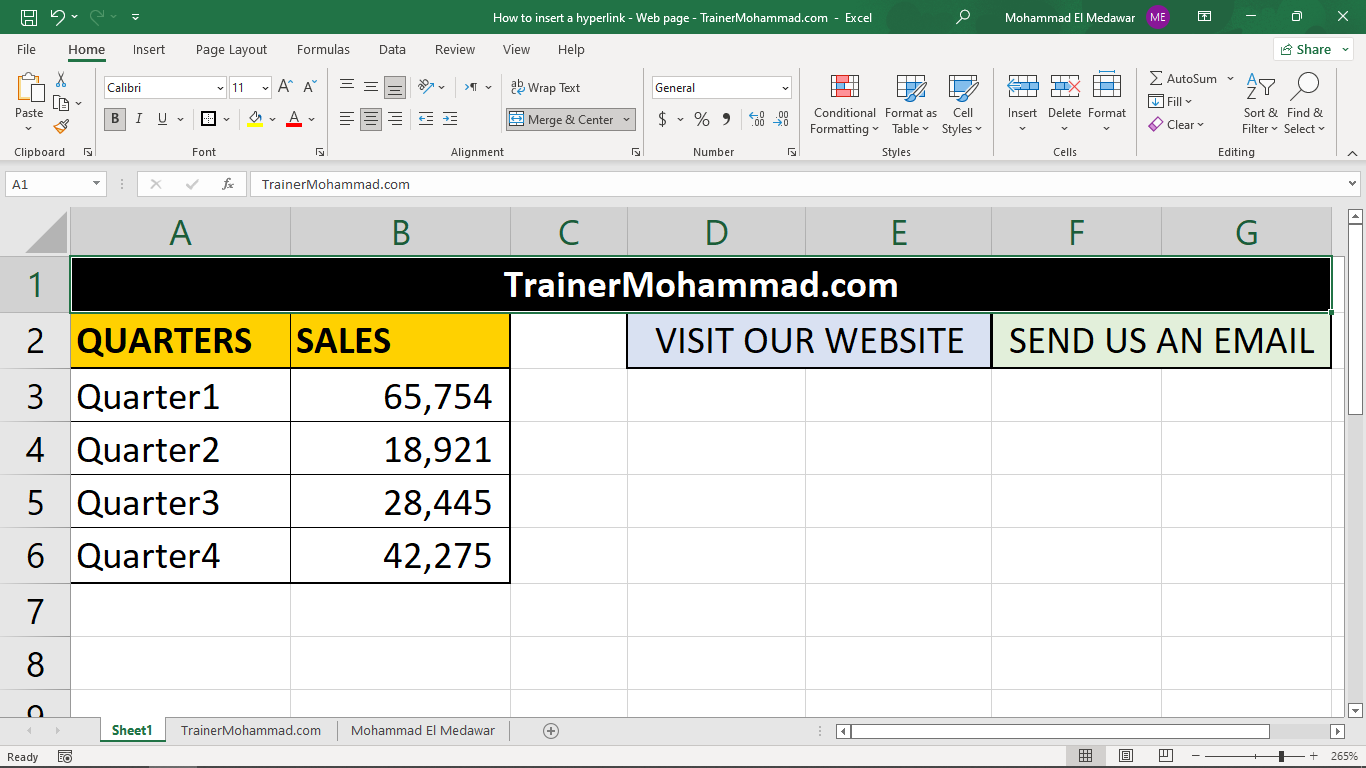 How to insert a hyperlink - Web page - TrainerMohammad.com - Excel
Mohammad El Medawar ME
File Home Insert Page Layout Formulas Data Review View Help Share
Paste
Clipboard
Calibri 11
B I U A
Font
ab Wrap Text
Merge & Center
Alignment
General
$ % 9
Number
Conditional Formatting
Format as Table
Cell Styles
Styles
Insert Delete Format
Cells
AutoSum
Fill
Clear
Sort & Filter
Find & Select
Editing
A1 fx TrainerMohammad.com
A B C D E F G
1 TrainerMohammad.com
2 QUARTERS SALES VISIT OUR WEBSITE SEND US AN EMAIL
3 Quarter1 65,754
4 Quarter2 18,921
5 Quarter3 28,445
6 Quarter4 42,275
7
8
9
Sheet1 TrainerMohammad.com Mohammad El Medawar
Ready 265%